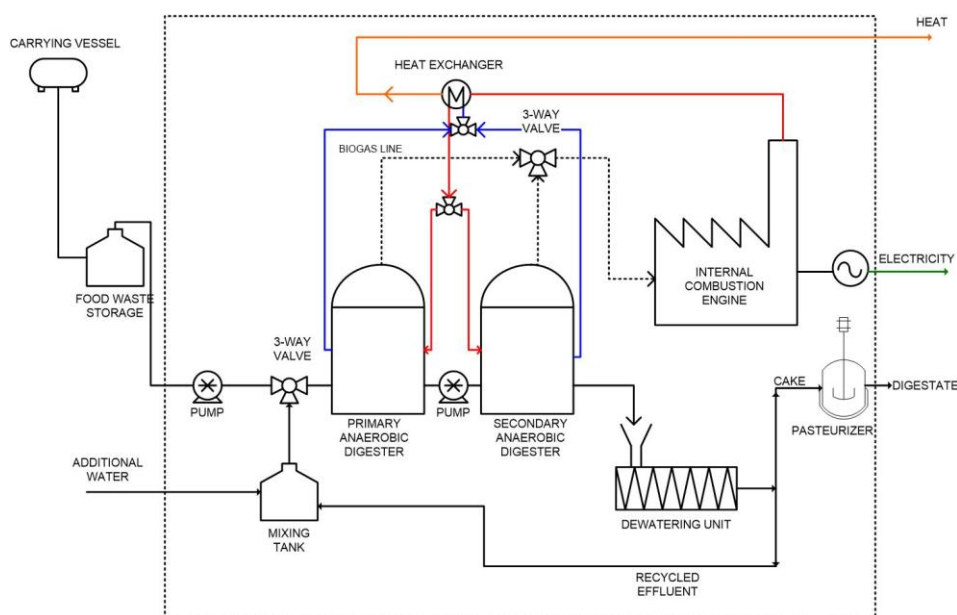 HEAT
CARRYING VESSEL
HEAT EXCHANGER
3-WAY
VALVE
BIOGAS LINE
ELECTRICITY
INTERNAL
COMBUSTION
ENGINE
FOOD WASTE
STORAGE
3-WAY
VALVE
CAKE
DIGESTATE
PUMP
PUMP
PRIMARY
ANAEROBIC
DIGESTER
SECONDARY
ANAEROBIC
DIGESTER
PASTEURIZER
ADDITIONAL
WATER
MIXING
TANK
DEWATERING UNIT
RECYCLED
EFFLUENT